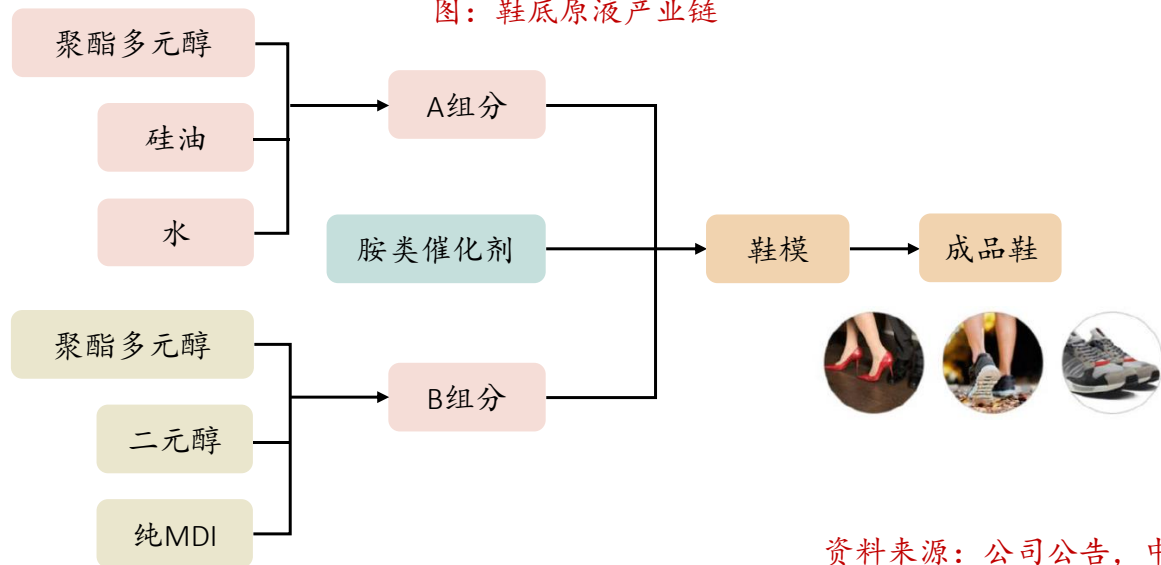 图：鞋底原液产业链
聚酯多元醇
硅油
水
A组分
胺类催化剂
鞋模
成品鞋
聚酯多元醇
二元醇
纯MDI
B组分
资料来源：公司公告，中